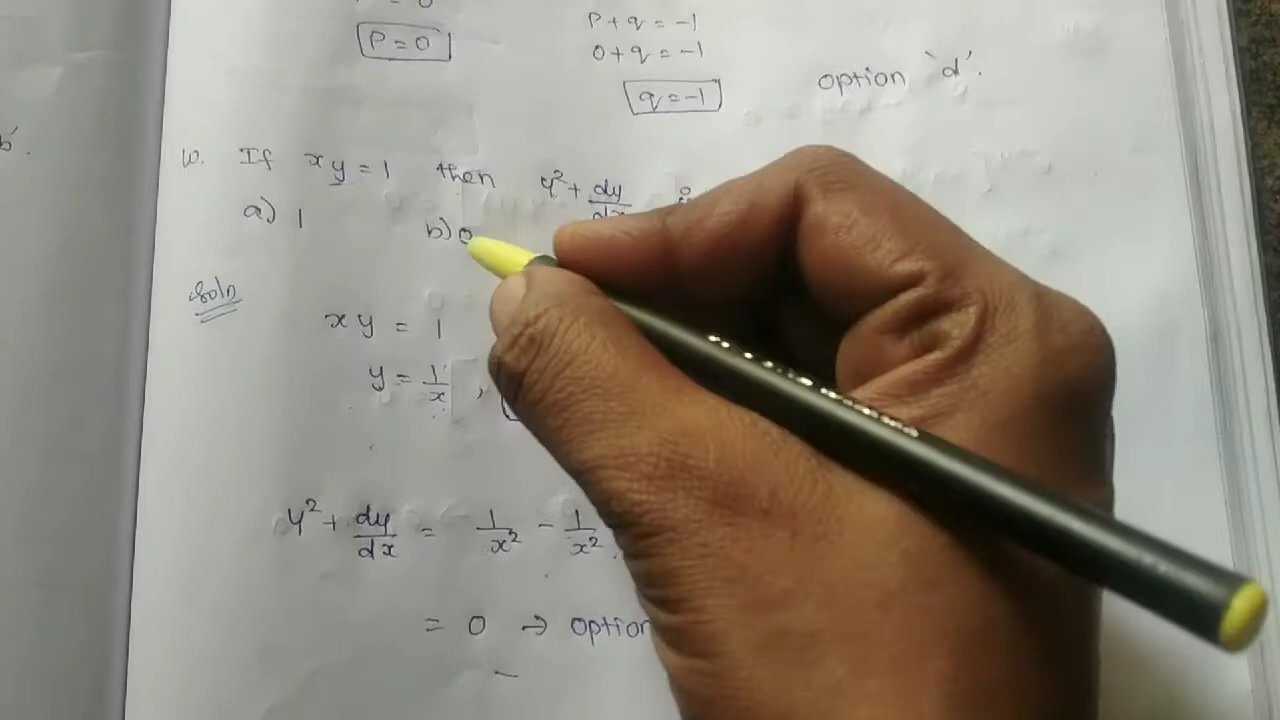 P = 0
P + q = -1
0 + q = -1
q = -1
option 'd'.
b'.
10. If xy = 1 then y² + dy/dx is
a) 1 b) 0
Soln
xy = 1
y = 1/x ,
y² + dy/dx = 1/x² - 1/x²
= 0 → option